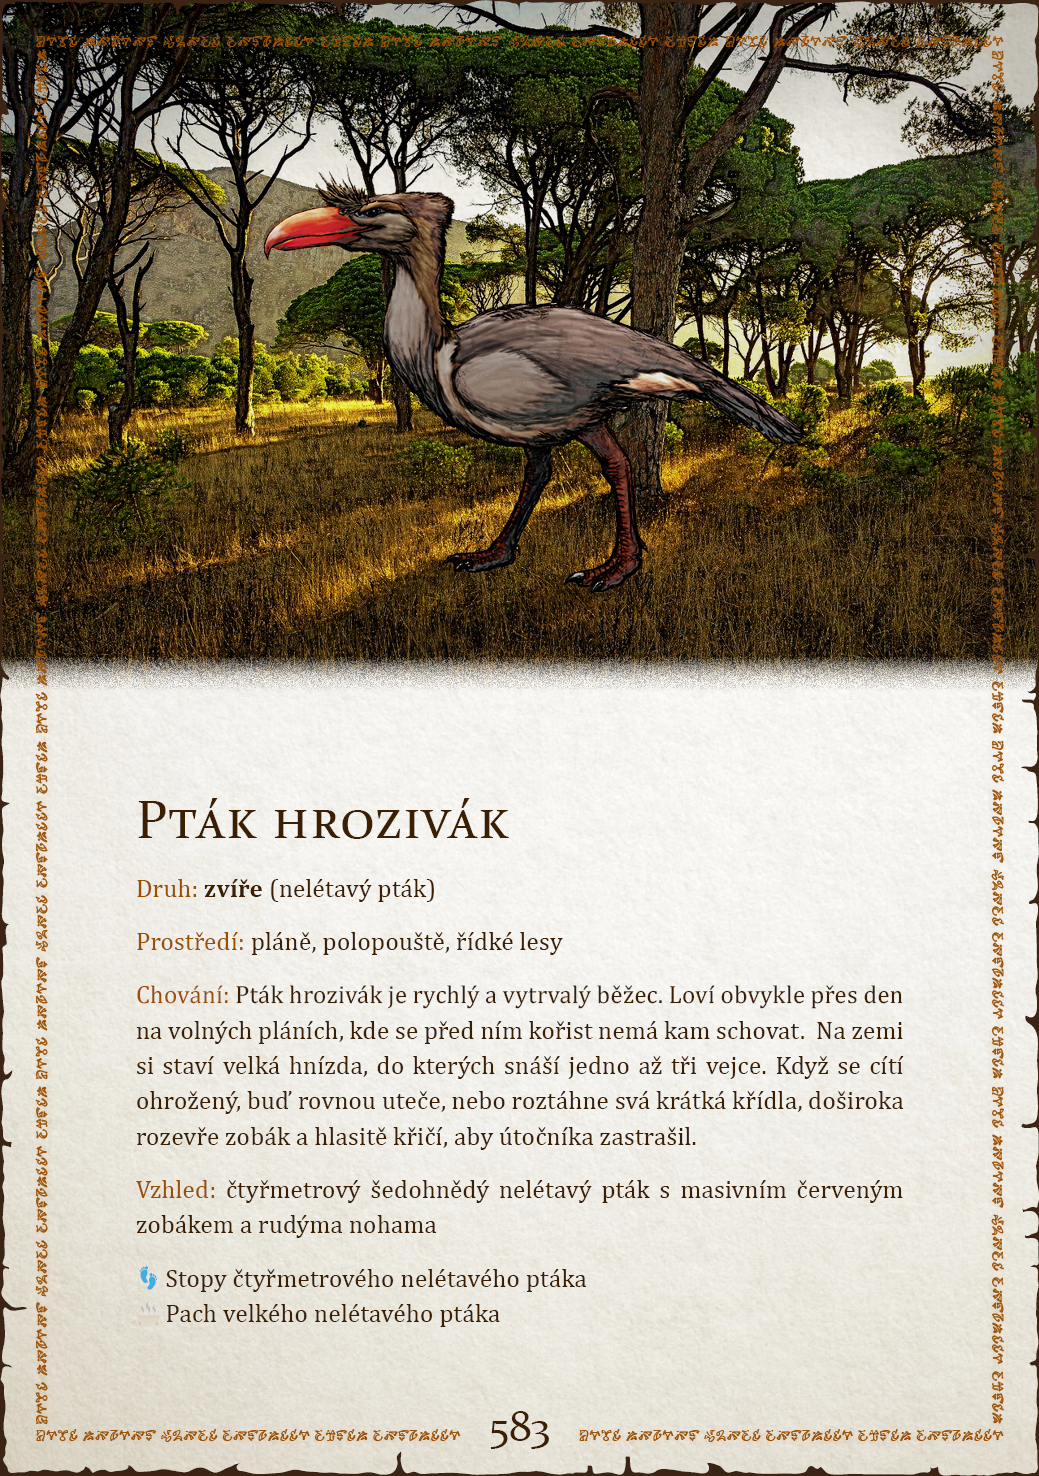 Pták hrozivák
Druh: zvíře (nelétavý pták)
Prostředí: pláně, polopouště, řídké lesy
Chování: Pták hrozivák je rychlý a vytrvalý běžec. Loví obvykle přes den
na volných pláních, kde se před ním kořist nemá kam schovat. Na zemi
si staví velká hnízda, do kterých snáší jedno až tři vejce. Když se cítí
ohrožený, buď rovnou uteče, nebo roztáhne svá krátká křídla, doširoka
rozevře zobák a hlasitě křičí, aby útočníka zastrašil.
Vzhled: čtyřmetrový šedohnědý nelétavý pták s masivním červeným
zobákem a rudýma nohama
Stopy čtyřmetrového nelétavého ptáka
Pach velkého nelétavého ptáka
583